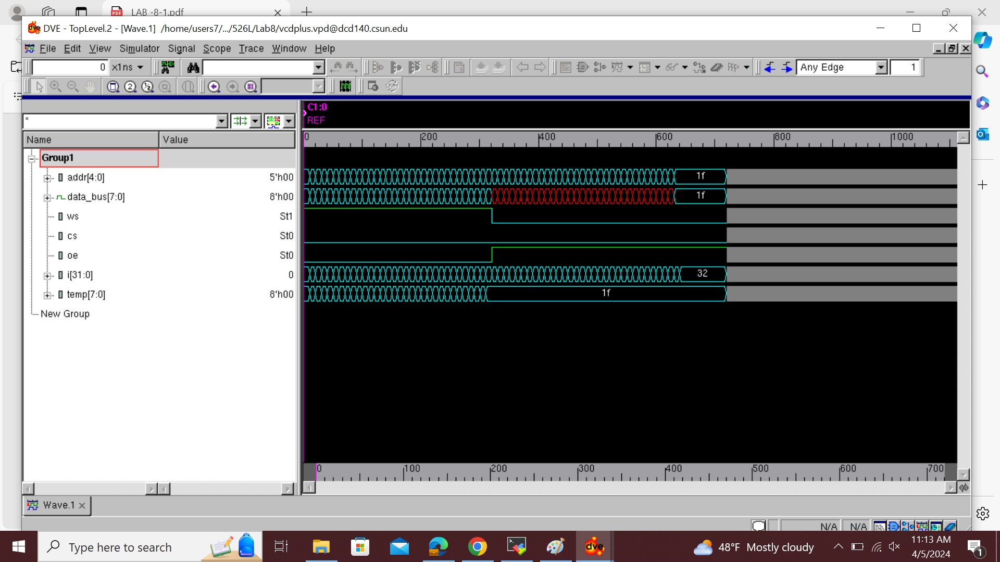 LAB -8-1.pdf
DVE - TopLevel.2 - [Wave.1] /home/users7/.../526L/Lab8/vcdplus.vpd@dcd140.csun.edu
File Edit View Simulator Signal Scope Trace Window Help
0 x1ns Any Edge 1
C1:0
REF
*
Name Value
0 200 400 600 800 1000
Group1
addr[4:0] 5'h00 1f
data_bus[7:0] 8'h00 1f
ws St1
cs St0
oe St0
i[31:0] 0 32
temp[7:0] 8'h00 1f
New Group
0 100 200 300 400 500 600 700
Wave.1
N/A N/A
Type here to search
48°F Mostly cloudy
11:13 AM
4/5/2024
1